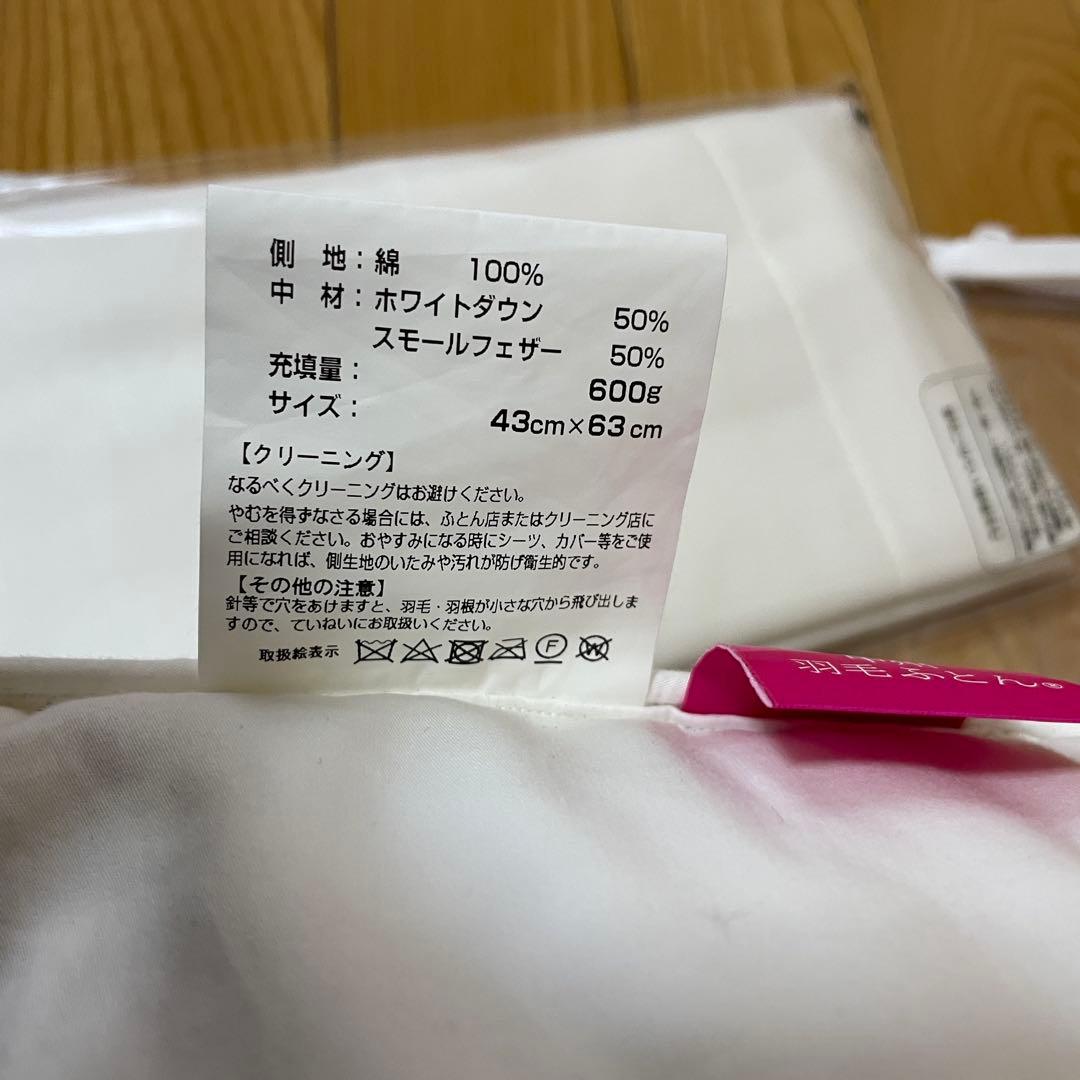 側 地：綿 100%
中 材：ホワイトダウン 50%
スモールフェザー 50%
充填量： 600g
サイズ： 43cm×63cm
【クリーニング】
なるべくクリーニングはお避けください。
やむを得ずなさる場合には、ふとん店またはクリーニング店に
ご相談ください。おやすみになる時にシーツ、カバー等をご使
用になれば、側生地のいたみや汚れが防げ衛生的です。
【その他の注意】
針等で穴をあけますと、羽毛・羽根が小さな穴から飛び出しま
すので、ていねいにお取扱いください。
取扱絵表示 F W
羽毛ふとん®